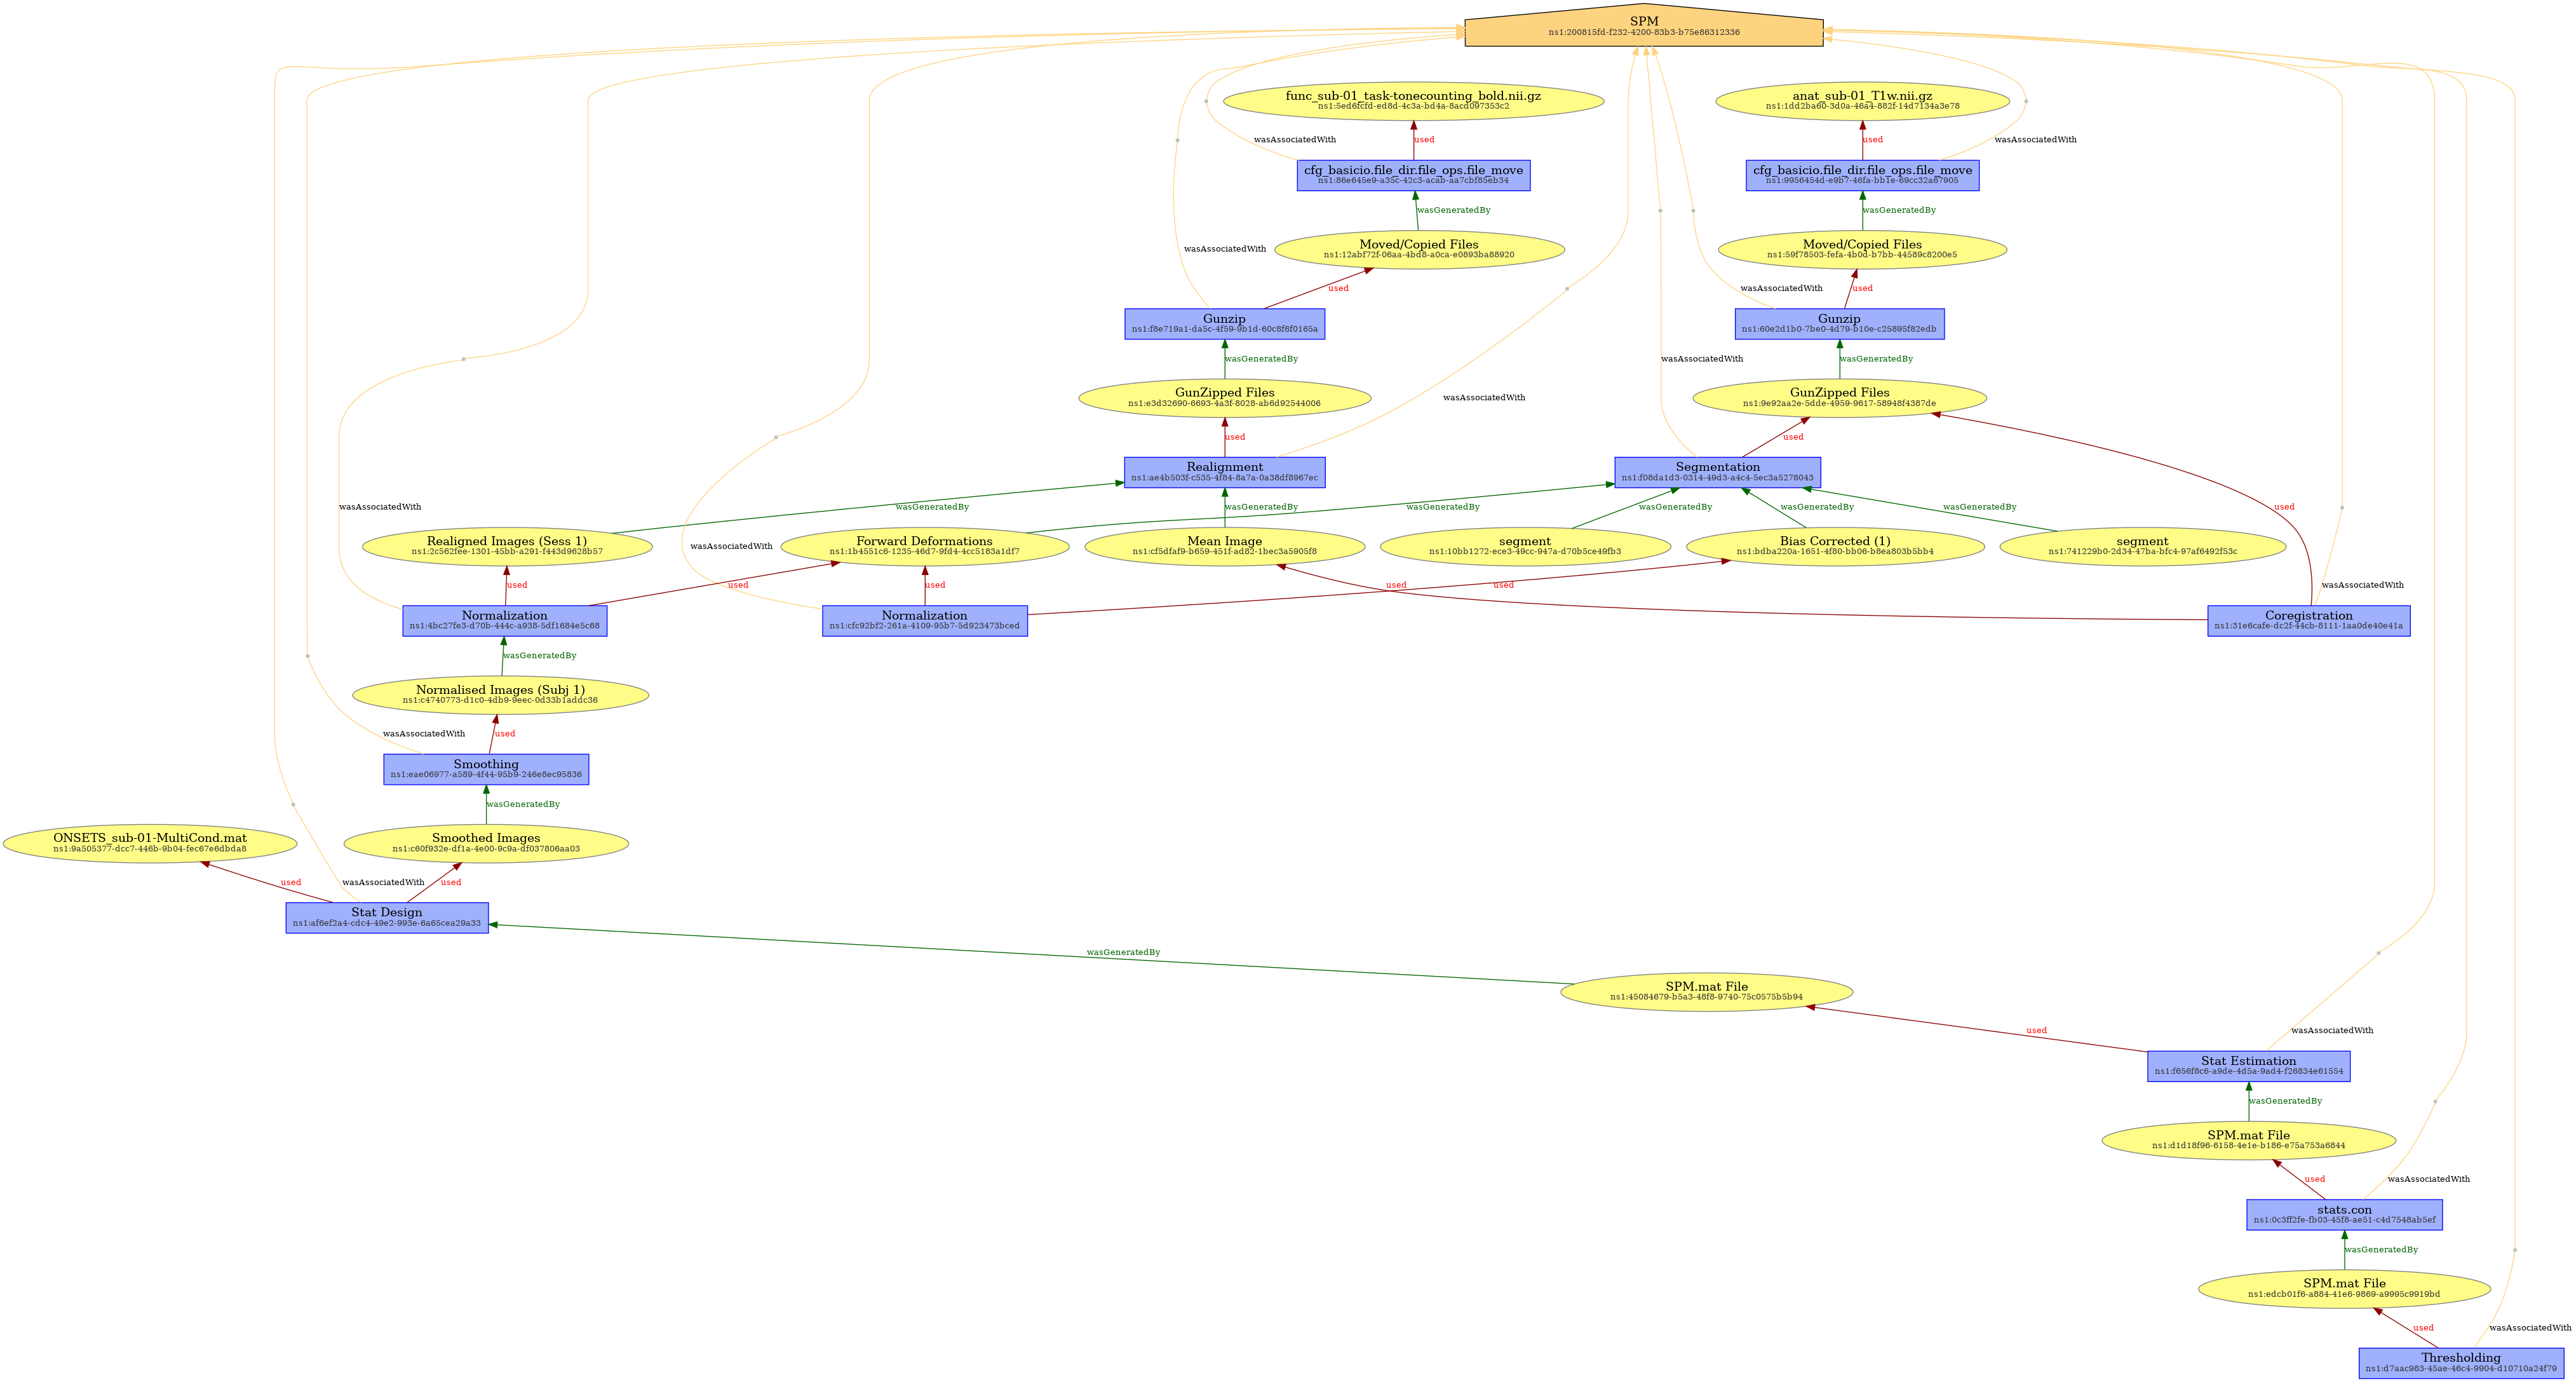 SPM
ns1:200815fd-f232-4200-83b3-b75e86312336
func_sub-01_task-tonecounting_bold.nii.gz
ns1:5ed6fcfd-ed8d-4c3a-bd4a-8acd097353c2
anat_sub-01_T1w.nii.gz
ns1:1dd2ba60-3d0a-46a4-882f-14d7134a3e78
wasAssociatedWith
used
used
wasAssociatedWith
cfg_basicio.file_dir.file_ops.file_move
ns1:86e645e9-a35c-42c3-acab-aa7cbf85eb34
cfg_basicio.file_dir.file_ops.file_move
ns1:9956454d-e9b7-46fa-bb1e-69cc32a67905
wasGeneratedBy
wasGeneratedBy
wasAssociatedWith
Moved/Copied Files
ns1:12abf72f-06aa-4bd8-a0ca-e0893ba88920
Moved/Copied Files
ns1:59f78503-fefa-4b0d-b7bb-44589c8200e5
used
wasAssociatedWith
used
Gunzip
ns1:f8e719a1-da5c-4f59-9b1d-60c8f6f0165a
Gunzip
ns1:60e2d1b0-7be0-4d79-b10e-c25895f82edb
wasGeneratedBy
wasAssociatedWith
wasGeneratedBy
GunZipped Files
ns1:e3d32690-6693-4a3f-8028-ab6d92544006
wasAssociatedWith
GunZipped Files
ns1:9e92aa2e-5dde-4959-9617-58948f4387de
used
used
Realignment
ns1:ae4b503f-c535-4f84-8a7a-0a38df8967ec
Segmentation
ns1:f08da1d3-0314-49d3-a4c4-5ec3a5278043
wasAssociatedWith
wasGeneratedBy
wasGeneratedBy
wasGeneratedBy
wasGeneratedBy
wasGeneratedBy
wasGeneratedBy
used
Realigned Images (Sess 1)
ns1:2c562fee-1301-45bb-a291-f443d9628b57
wasAssociatedWith
Forward Deformations
ns1:1b4551c6-1235-46d7-9fd4-4cc5183a1df7
Mean Image
ns1:cf5dfaf9-b659-451f-ad82-1bec3a5905f8
segment
ns1:10bb1272-ece3-49cc-947a-d70b5ce49fb3
Bias Corrected (1)
ns1:bdba220a-1651-4f80-bb06-b8ea803b5bb4
segment
ns1:741229b0-2d34-47ba-bfc4-97af6492f53c
used
used
used
used
used
wasAssociatedWith
Normalization
ns1:4bc27fe3-d70b-444c-a938-5df1684e5c68
Normalization
ns1:cfc92bf2-261a-4109-95b7-5d923473bced
Coregistration
ns1:31e6cafe-dc2f-44cb-8111-1aa0de40e41a
wasGeneratedBy
Normalised Images (Subj 1)
ns1:c4740773-d1c0-4db9-9eec-0d33b1addc36
wasAssociatedWith
used
Smoothing
ns1:eae06977-a589-4f44-95b9-246e8ec95836
wasGeneratedBy
ONSETS_sub-01-MultiCond.mat
ns1:9a505377-dcc7-446b-9b04-fec67e6dbda8
Smoothed Images
ns1:c60f932e-df1a-4e00-9c9a-df037806aa03
used
wasAssociatedWith
used
Stat Design
ns1:af6ef2a4-cdc4-49e2-993e-6a65cea29a33
wasGeneratedBy
SPM.mat File
ns1:45084679-b5a3-48f8-9740-75c0575b5b94
used
wasAssociatedWith
Stat Estimation
ns1:f656f8c6-a9de-4d5a-9ad4-f26834e61554
wasGeneratedBy
SPM.mat File
ns1:d1d18f96-6158-4e1e-b186-e75a753a6844
used
wasAssociatedWith
stats.con
ns1:0c3ff2fe-fb03-45f8-ae51-c4d7548ab5ef
wasGeneratedBy
SPM.mat File
ns1:edcb01f6-a884-41e6-9869-a9995c9919bd
used
wasAssociatedWith
Thresholding
ns1:d7aac983-45ae-46c4-9904-d10710a24f79